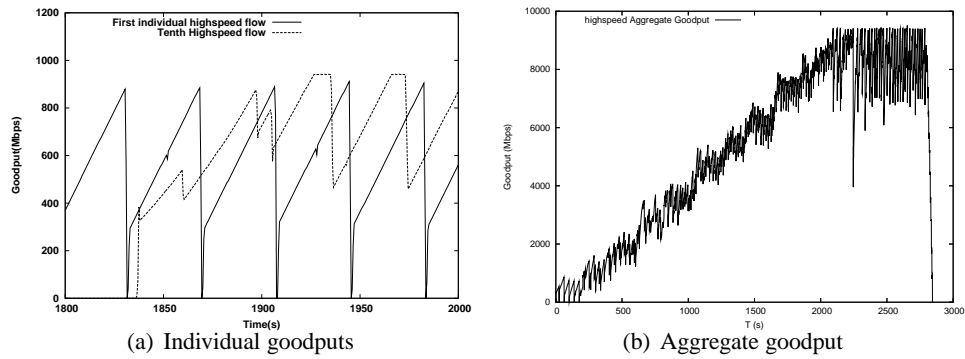 First individual highspeed flow
Tenth Highspeed flow
1200
1000
800
600
400
200
0
Goodput(Mbps)
1800
1850
1900
1950
2000
Time(s)
(a) Individual goodputs
highspeed Aggregate Goodput
10000
8000
6000
4000
2000
0
Goodput (Mbps)
0
500
1000
1500
2000
2500
3000
T (s)
(b) Aggregate goodput